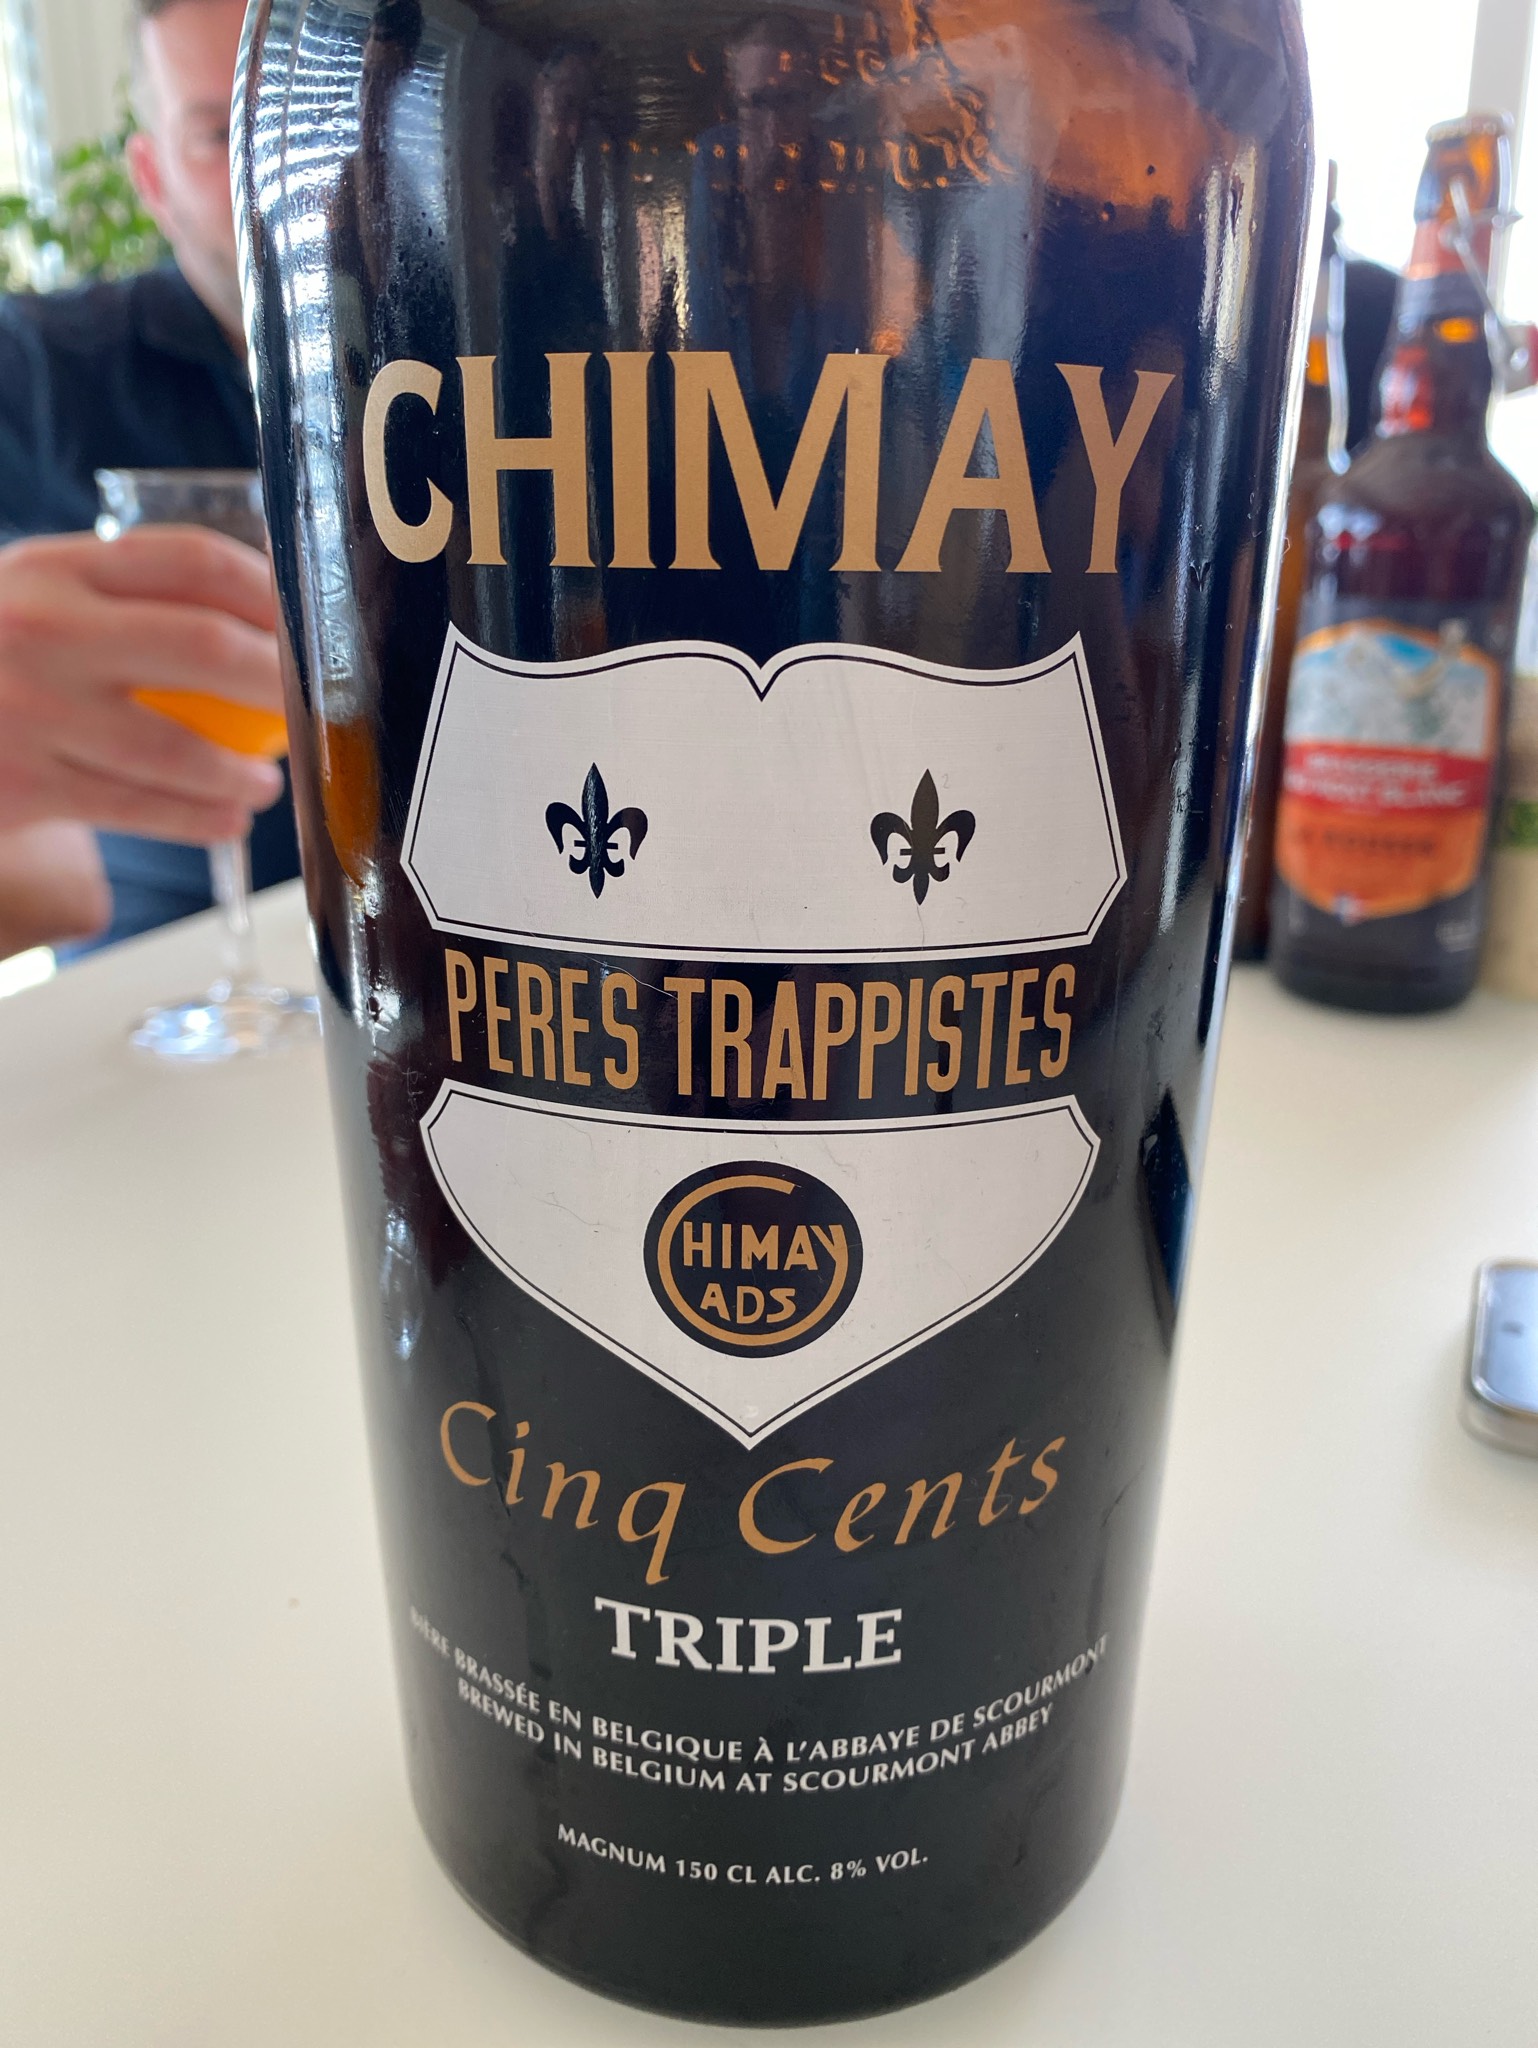 CHIMAY
PERES TRAPPISTES
CHIMAY
ADS
Cinq Cents
TRIPLE
BIÈRE BRASSÉE EN BELGIQUE À L'ABBAYE DE SCOURMONT
BREWED IN BELGIUM AT SCOURMONT ABBEY
MAGNUM 150 CL ALC. 8% VOL.
BLANC